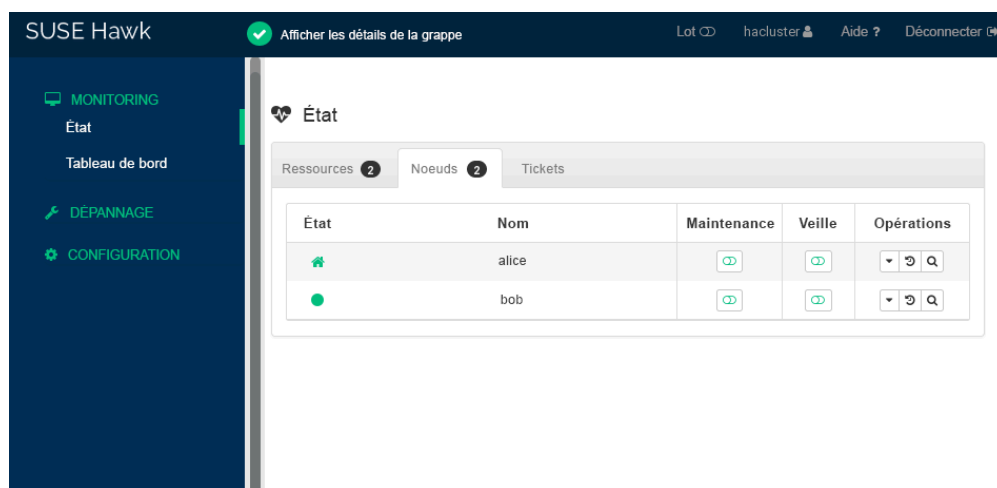 SUSE Hawk
Afficher les détails de la grappe
Lot hacluster Aide ? Déconnecter
MONITORING
État
Tableau de bord
DÉPANNAGE
CONFIGURATION
État
Ressources 2 Noeuds 2 Tickets
État Nom Maintenance Veille Opérations
alice
bob